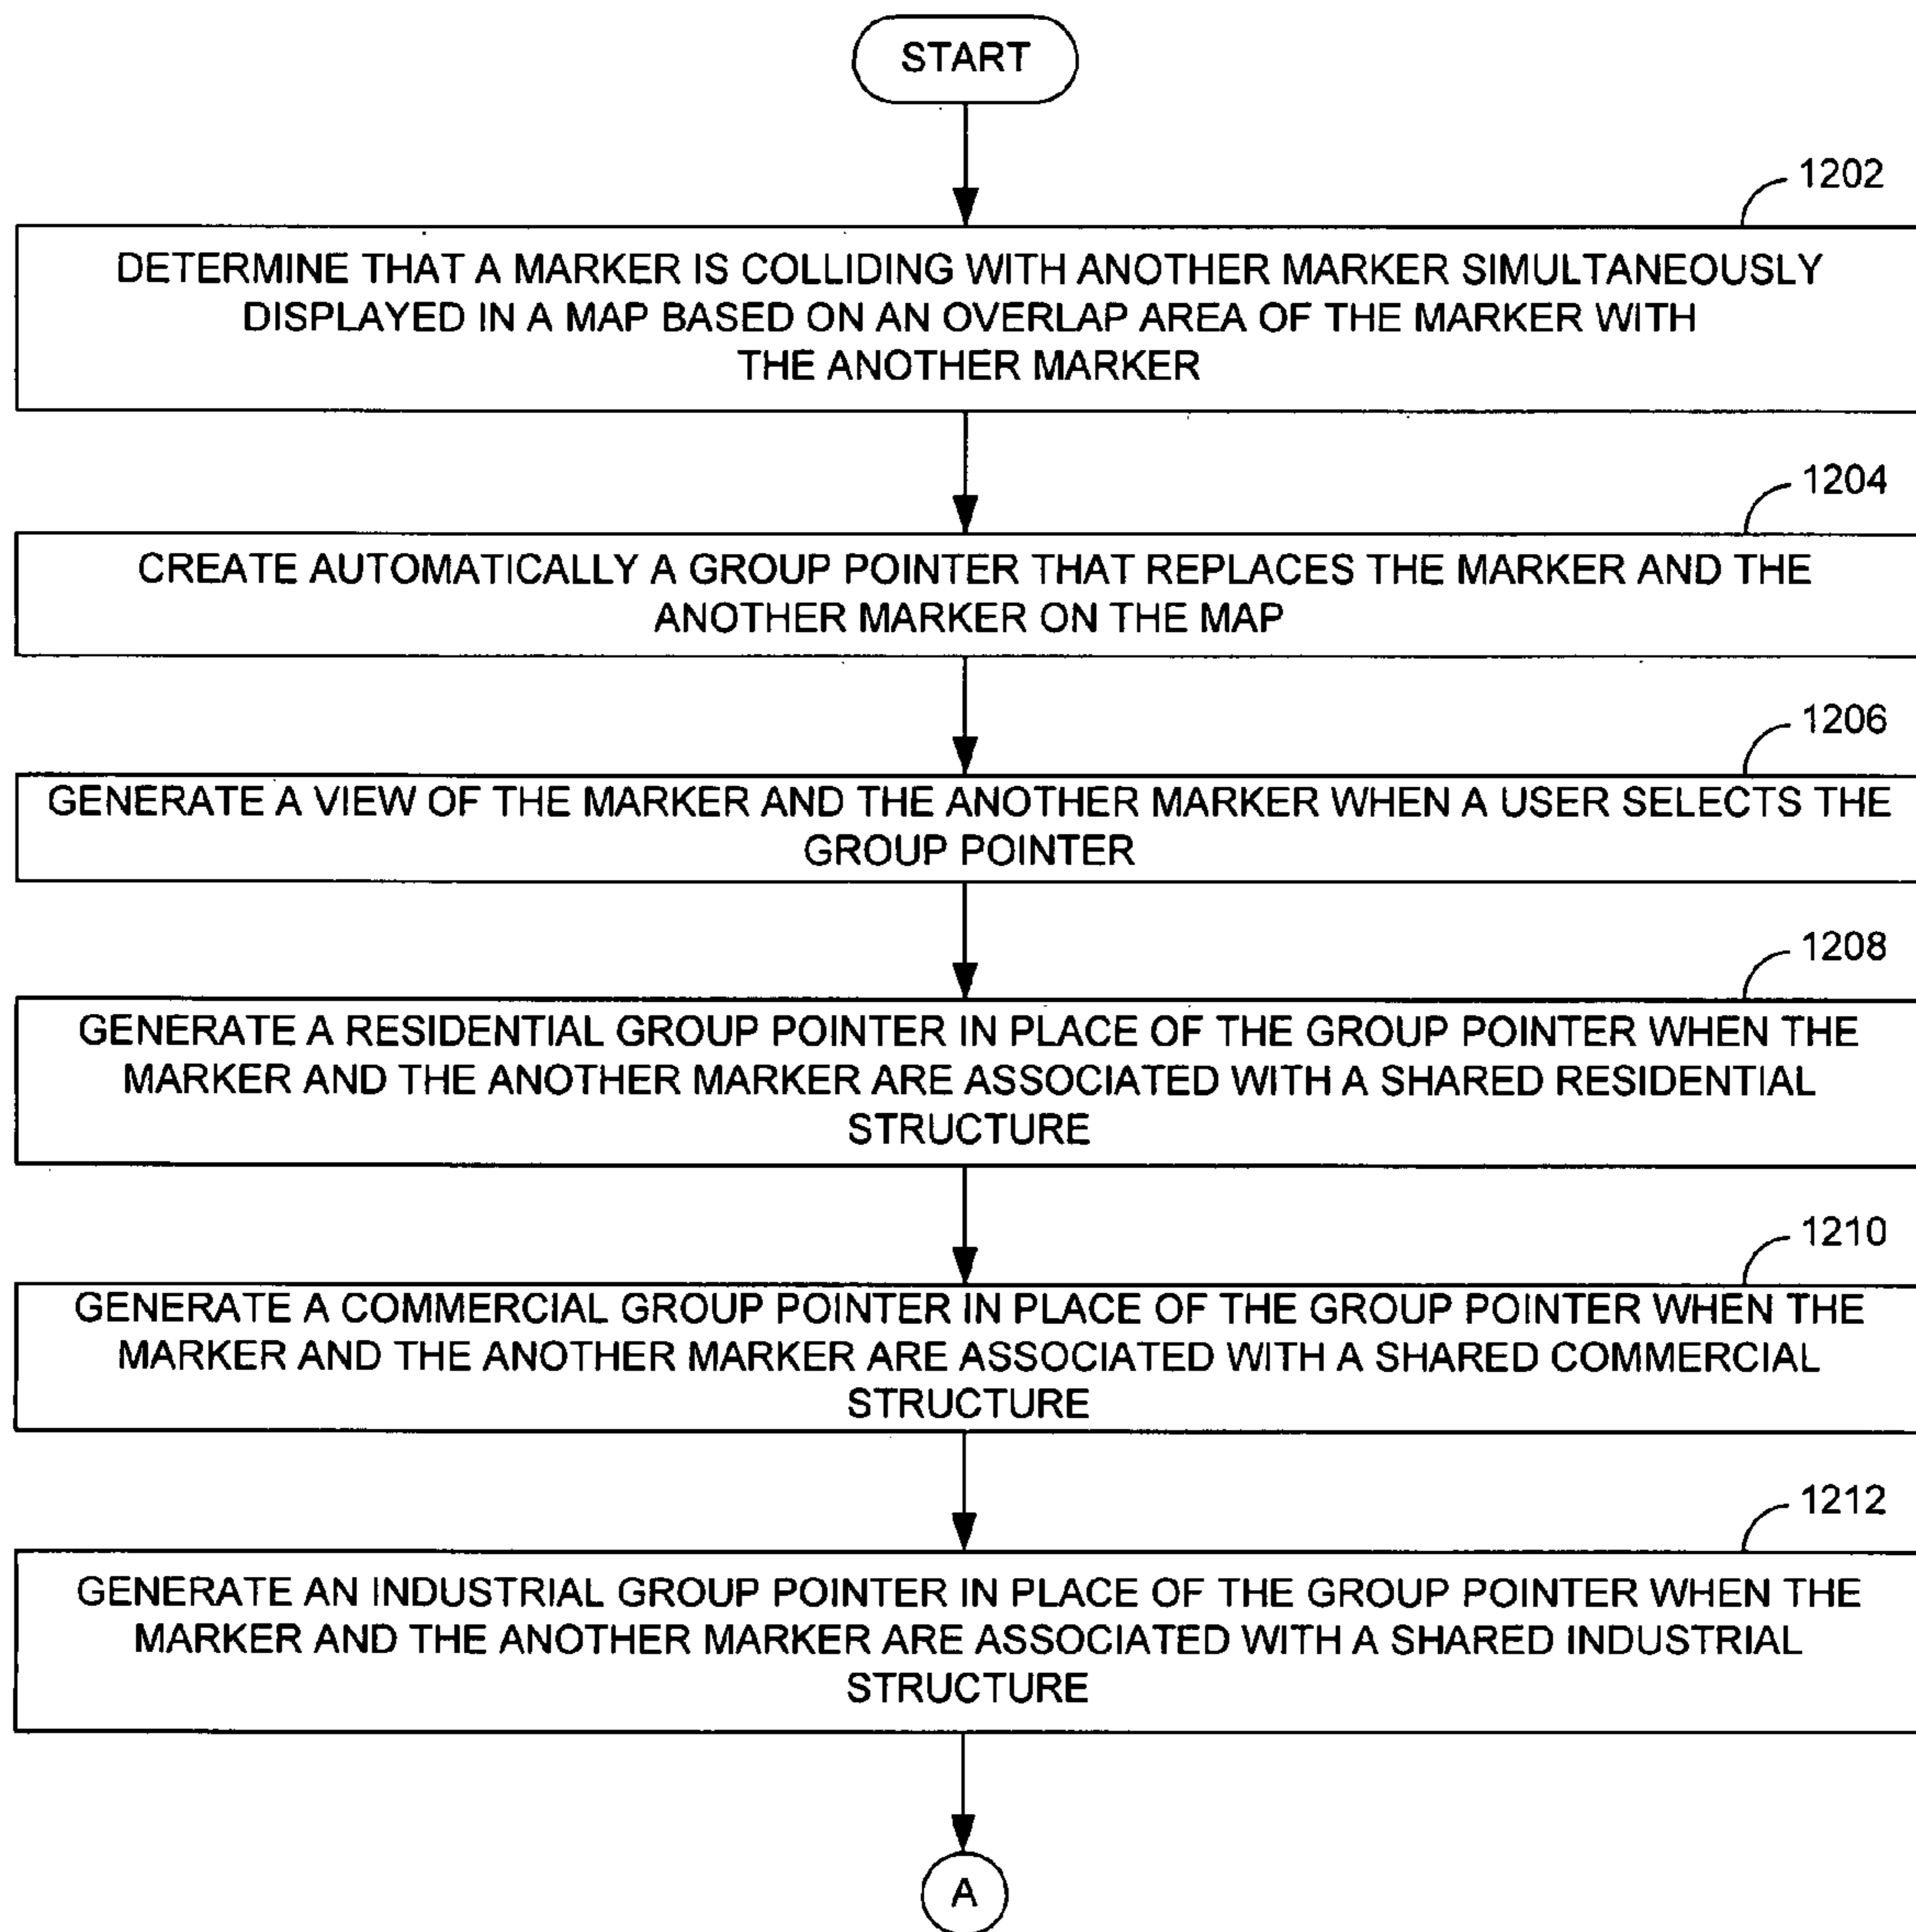 START
1202
DETERMINE THAT A MARKER IS COLLIDING WITH ANOTHER MARKER SIMULTANEOUSLY
DISPLAYED IN A MAP BASED ON AN OVERLAP AREA OF THE MARKER WITH
THE ANOTHER MARKER
1204
CREATE AUTOMATICALLY A GROUP POINTER THAT REPLACES THE MARKER AND THE
ANOTHER MARKER ON THE MAP
1206
GENERATE A VIEW OF THE MARKER AND THE ANOTHER MARKER WHEN A USER SELECTS THE
GROUP POINTER
1208
GENERATE A RESIDENTIAL GROUP POINTER IN PLACE OF THE GROUP POINTER WHEN THE
MARKER AND THE ANOTHER MARKER ARE ASSOCIATED WITH A SHARED RESIDENTIAL
STRUCTURE
1210
GENERATE A COMMERCIAL GROUP POINTER IN PLACE OF THE GROUP POINTER WHEN THE
MARKER AND THE ANOTHER MARKER ARE ASSOCIATED WITH A SHARED COMMERCIAL
STRUCTURE
1212
GENERATE AN INDUSTRIAL GROUP POINTER IN PLACE OF THE GROUP POINTER WHEN THE
MARKER AND THE ANOTHER MARKER ARE ASSOCIATED WITH A SHARED INDUSTRIAL
STRUCTURE
A